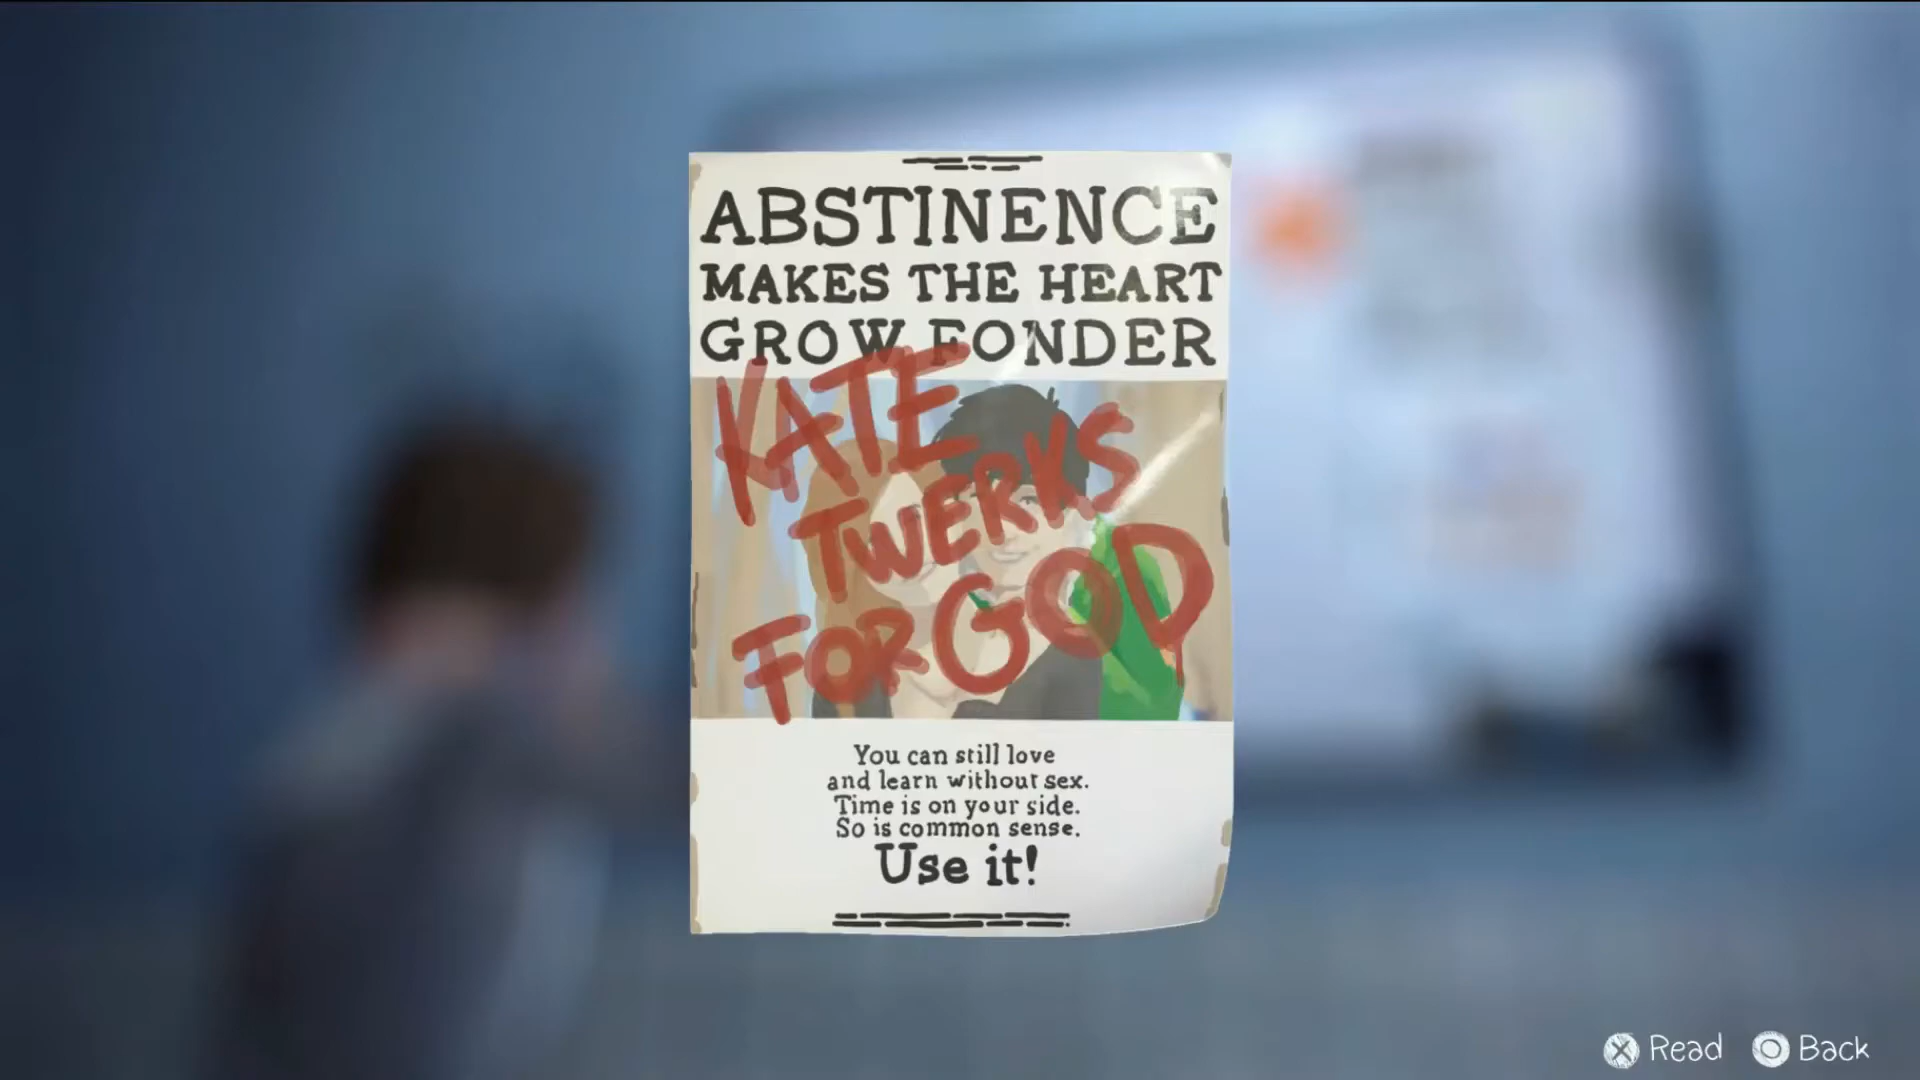 ABSTINENCE
MAKES THE HEART
GROW FONDER
KATE
TWERKS
FOR GOD
You can still love
and learn without sex.
Time is on your side.
So is common sense.
Use it!
Read Back